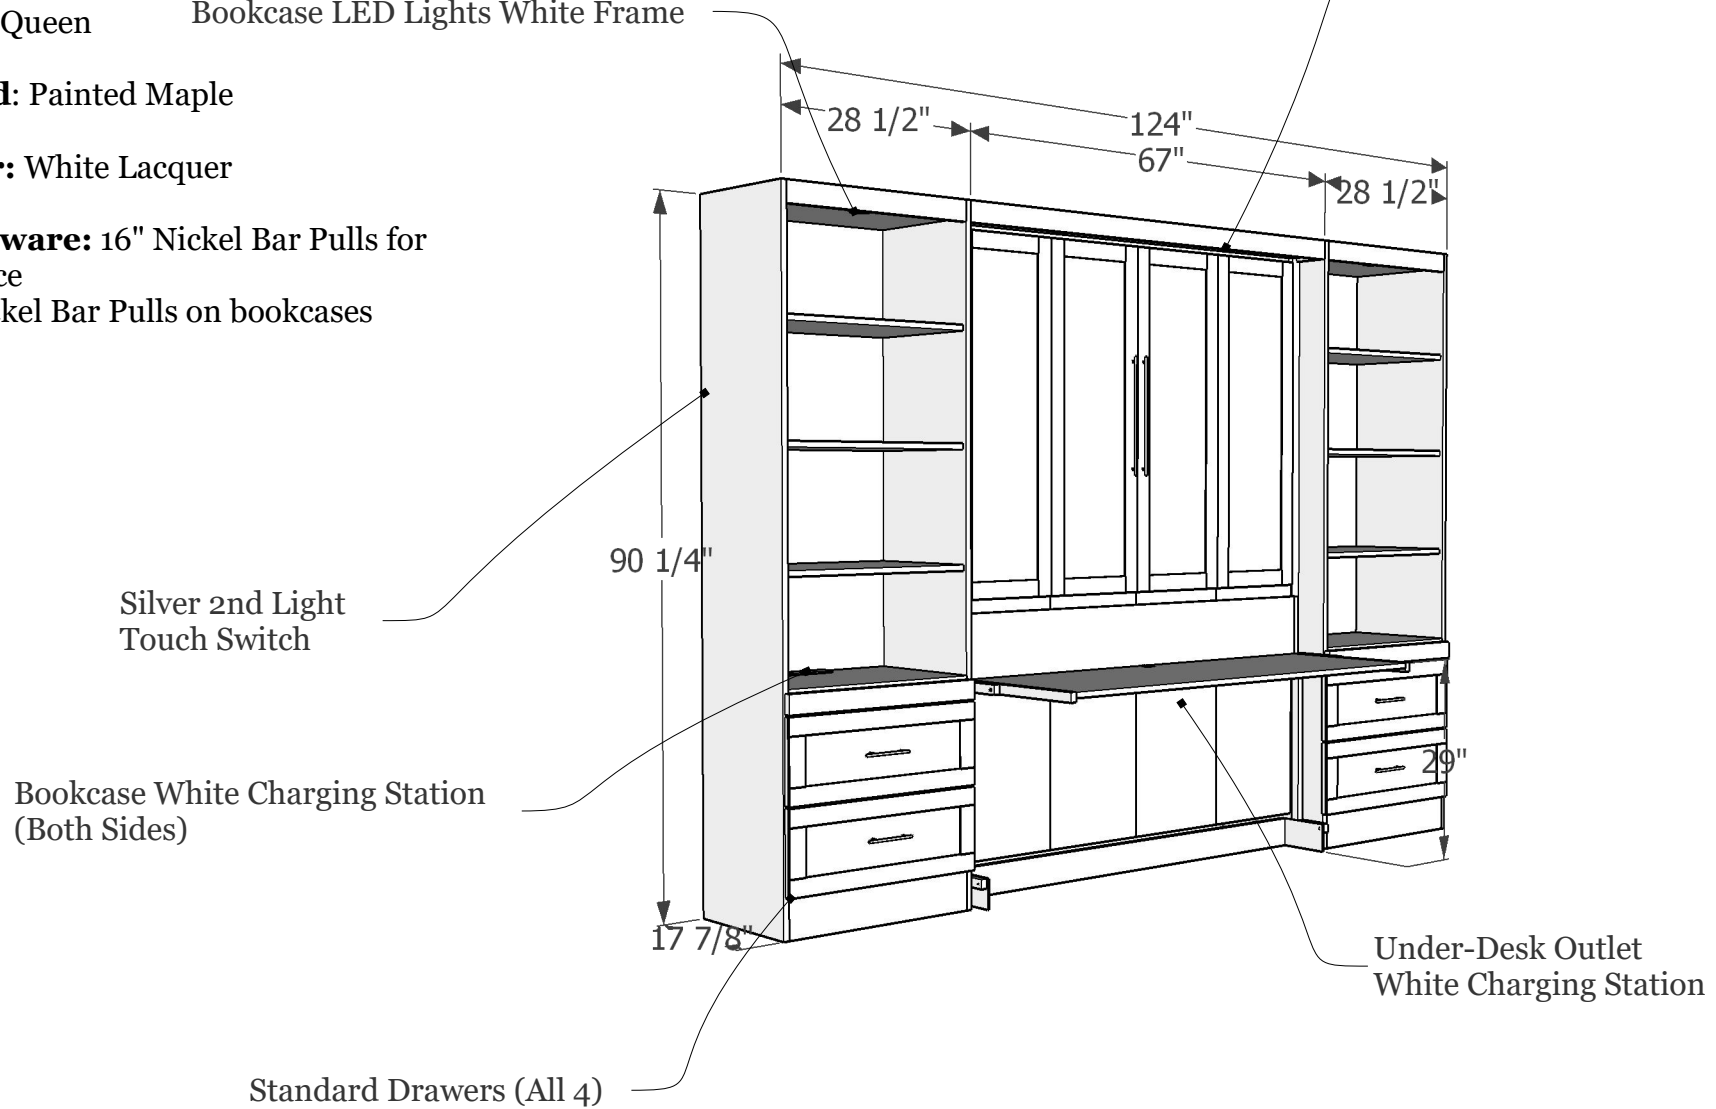 Queen
Bookcase LED Lights White Frame
d: Painted Maple
r: White Lacquer
ware: 16" Nickel Bar Pulls for
ce
kel Bar Pulls on bookcases
124"
28 1/2"
67"
28 1/2"
90 1/4"
Silver 2nd Light
Touch Switch
29"
Bookcase White Charging Station
(Both Sides)
17 7/8"
Under-Desk Outlet
White Charging Station
Standard Drawers (All 4)